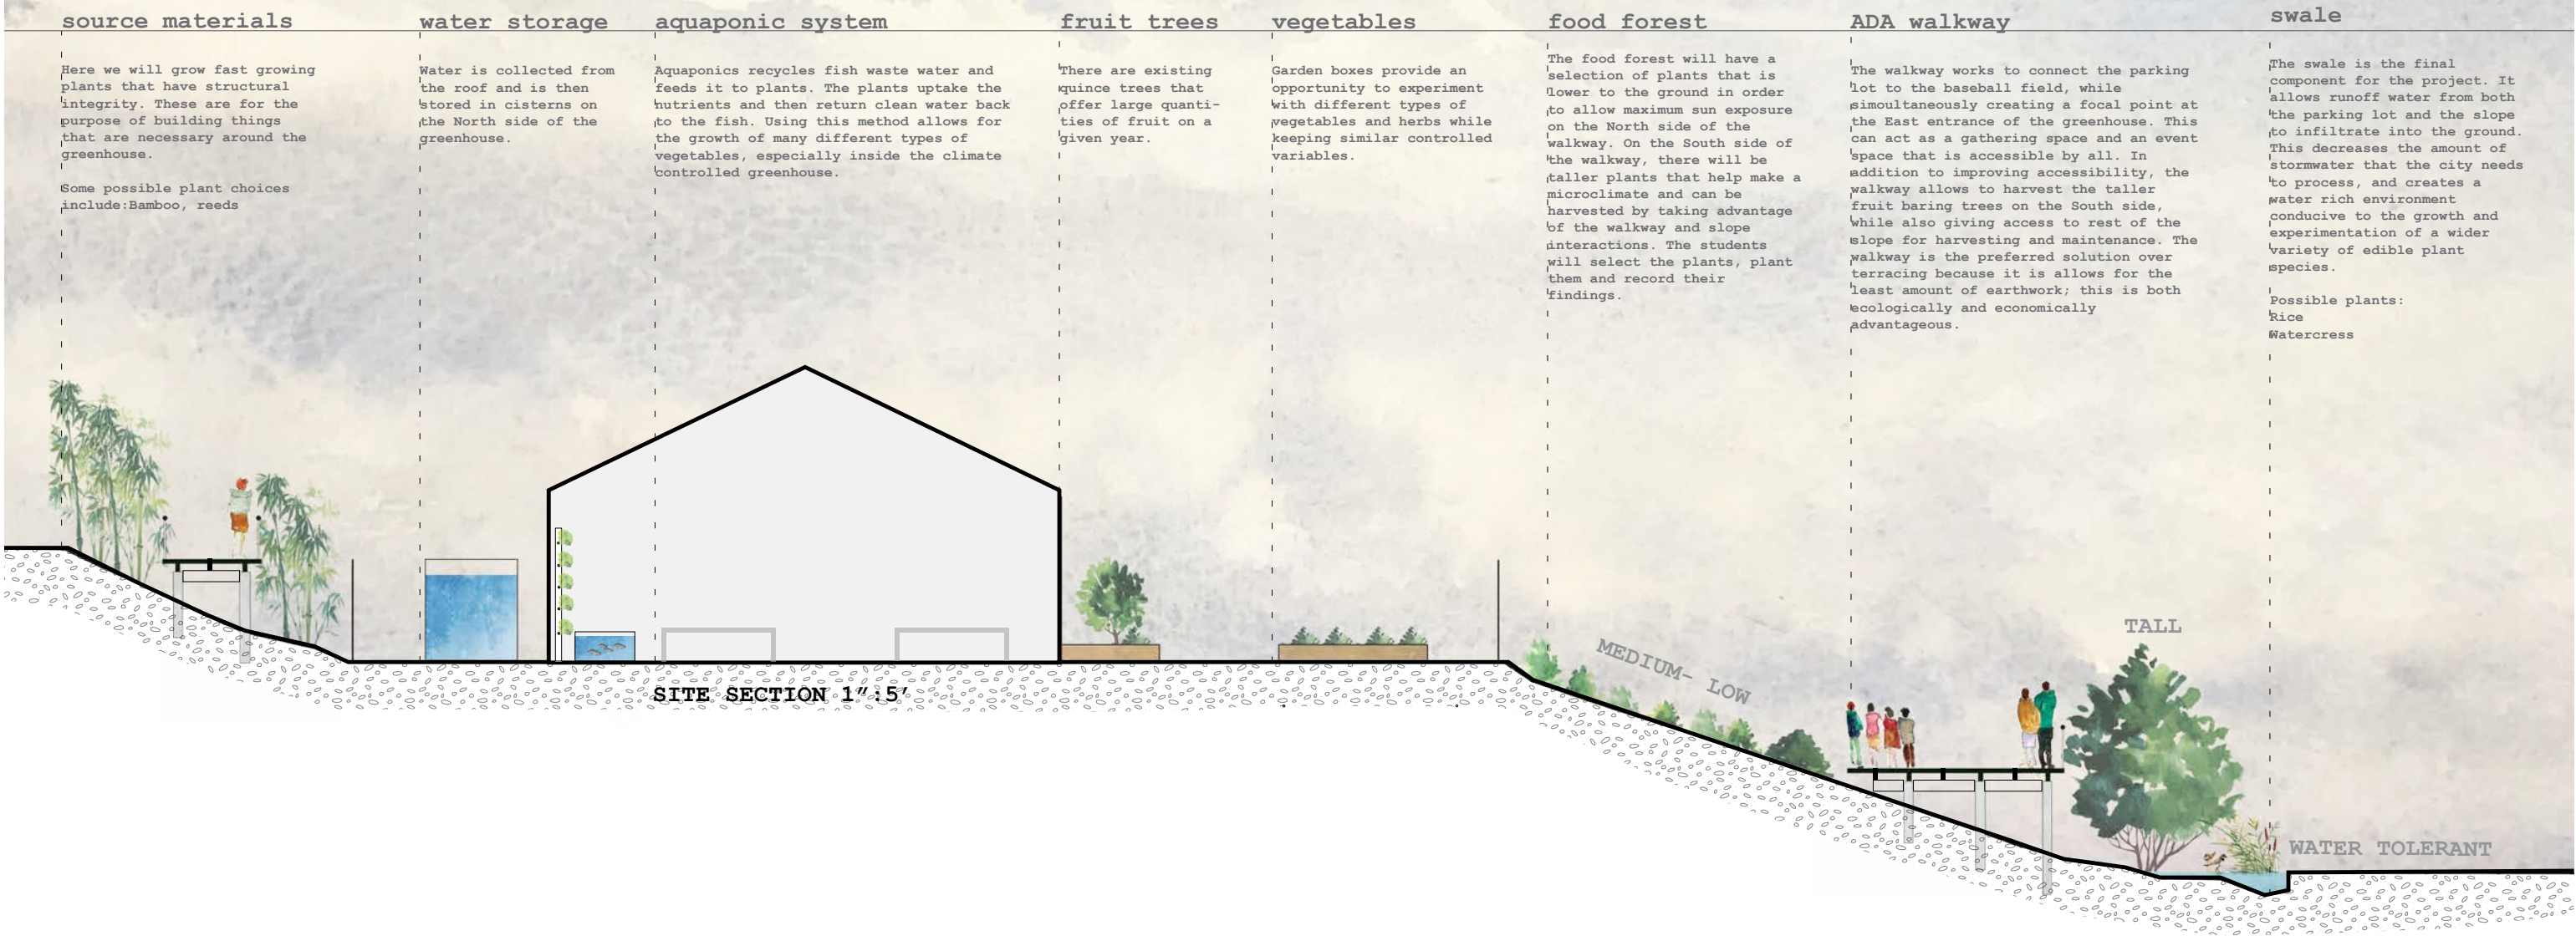 source materials
Here we will grow fast growing
plants that have structural
integrity. These are for the
purpose of building things
that are necessary around the
greenhouse.
Some possible plant choices
include:Bamboo, reeds
water storage
Water is collected from
the roof and is then
stored in cisterns on
the North side of the
greenhouse.
aquaponic system
Aquaponics recycles fish waste water and
feeds it to plants. The plants uptake the
nutrients and then return clean water back
to the fish. Using this method allows for
the growth of many different types of
vegetables, especially inside the climate
controlled greenhouse.
fruit trees
There are existing
quince trees that
offer large quanti-
ties of fruit on a
given year.
vegetables
Garden boxes provide an
opportunity to experiment
with different types of
vegetables and herbs while
keeping similar controlled
variables.
food forest
The food forest will have a
selection of plants that is
lower to the ground in order
to allow maximum sun exposure
on the North side of the
walkway. On the South side of
the walkway, there will be
taller plants that help make a
microclimate and can be
harvested by taking advantage
of the walkway and slope
interactions. The students
will select the plants, plant
them and record their
findings.
ADA walkway
The walkway works to connect the parking
lot to the baseball field, while
simultaneously creating a focal point at
the East entrance of the greenhouse. This
can act as a gathering space and an event
space that is accessible by all. In
addition to improving accessibility, the
walkway allows to harvest the taller
fruit baring trees on the South side,
while also giving access to rest of the
slope for harvesting and maintenance. The
walkway is the preferred solution over
terracing because it is allows for the
least amount of earthwork; this is both
ecologically and economically
advantageous.
swale
The swale is the final
component for the project. It
allows runoff water from both
the parking lot and the slope
to infiltrate into the ground.
This decreases the amount of
stormwater that the city needs
to process, and creates a
water rich environment
conducive to the growth and
experimentation of a wider
variety of edible plant
species.
Possible plants:
Rice
Watercress
SITE SECTION 1″:5′
MEDIUM- LOW
TALL
WATER TOLERANT